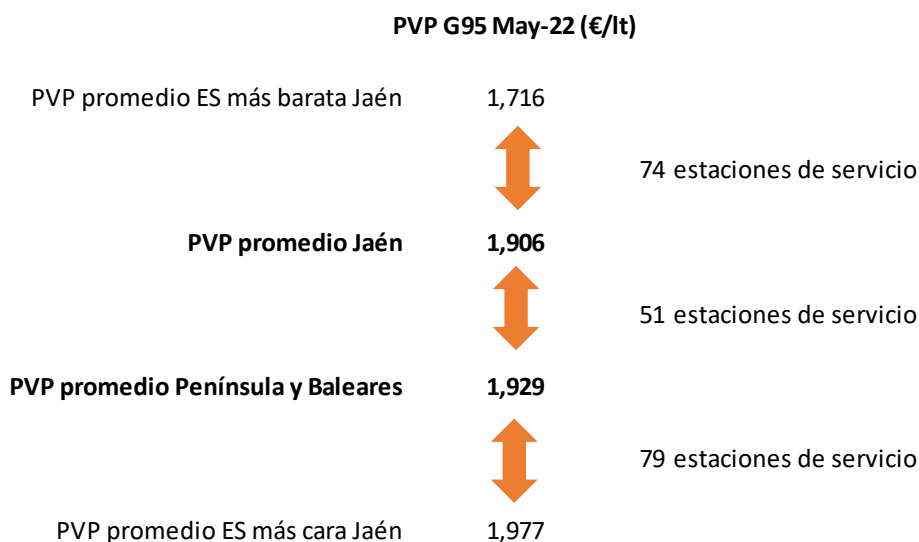 PVP G95 May-22 (€/lt)
PVP promedio ES más barata Jaén 1,716
74 estaciones de servicio
PVP promedio Jaén 1,906
51 estaciones de servicio
PVP promedio Península y Baleares 1,929
79 estaciones de servicio
PVP promedio ES más cara Jaén 1,977